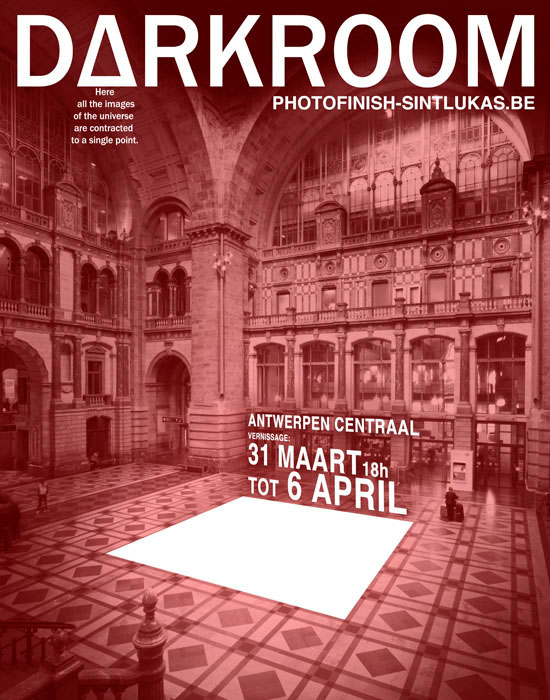 DARKROOM
PHOTOFINISH-SINTLUKAS.BE
Here
all the images
of the universe
are contracted
to a single point.
ANTWERPEN CENTRAAL
VERNISSAGE:
31 MAART 18h
TOT 6 APRIL